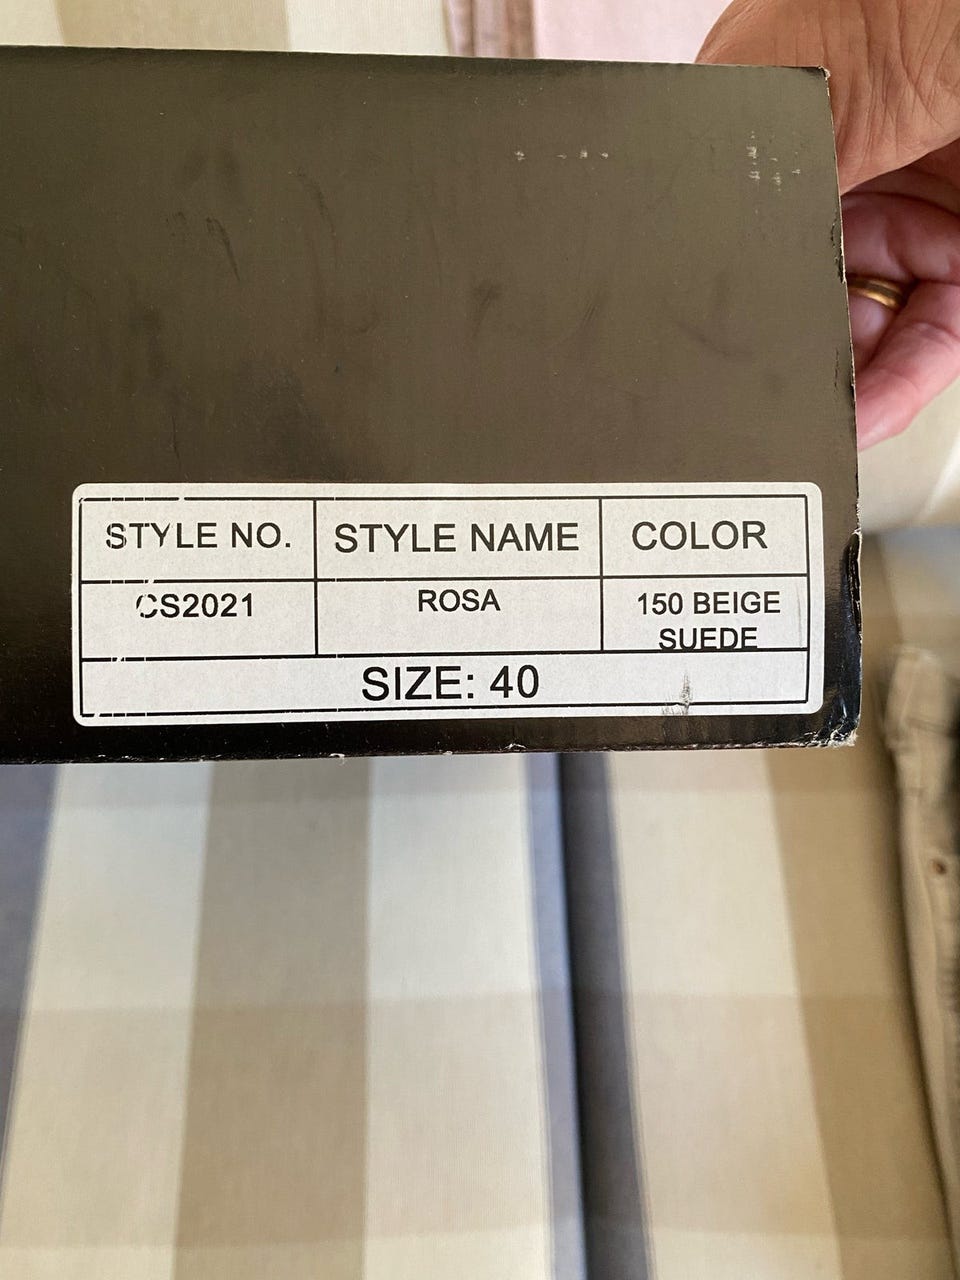 STYLE NO. STYLE NAME COLOR
CS2021 ROSA 150 BEIGE
SUEDE
SIZE: 40